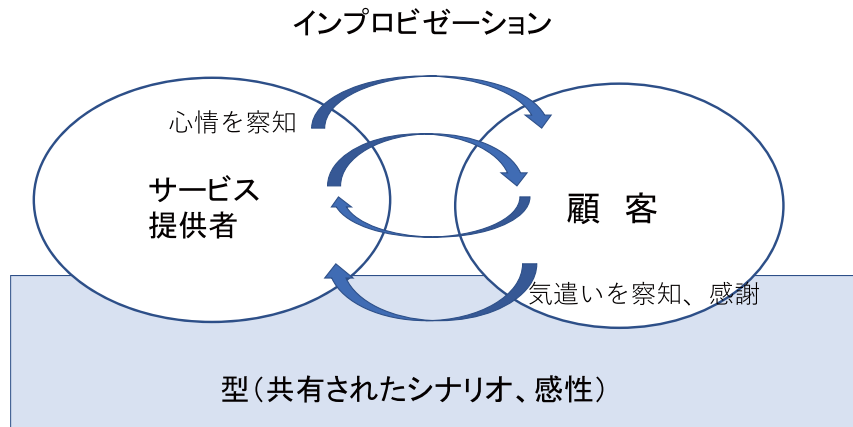 インプロビゼーション
心情を察知
サービス
提供者
顧　客
気遣いを察知、感謝
型（共有されたシナリオ、感性）